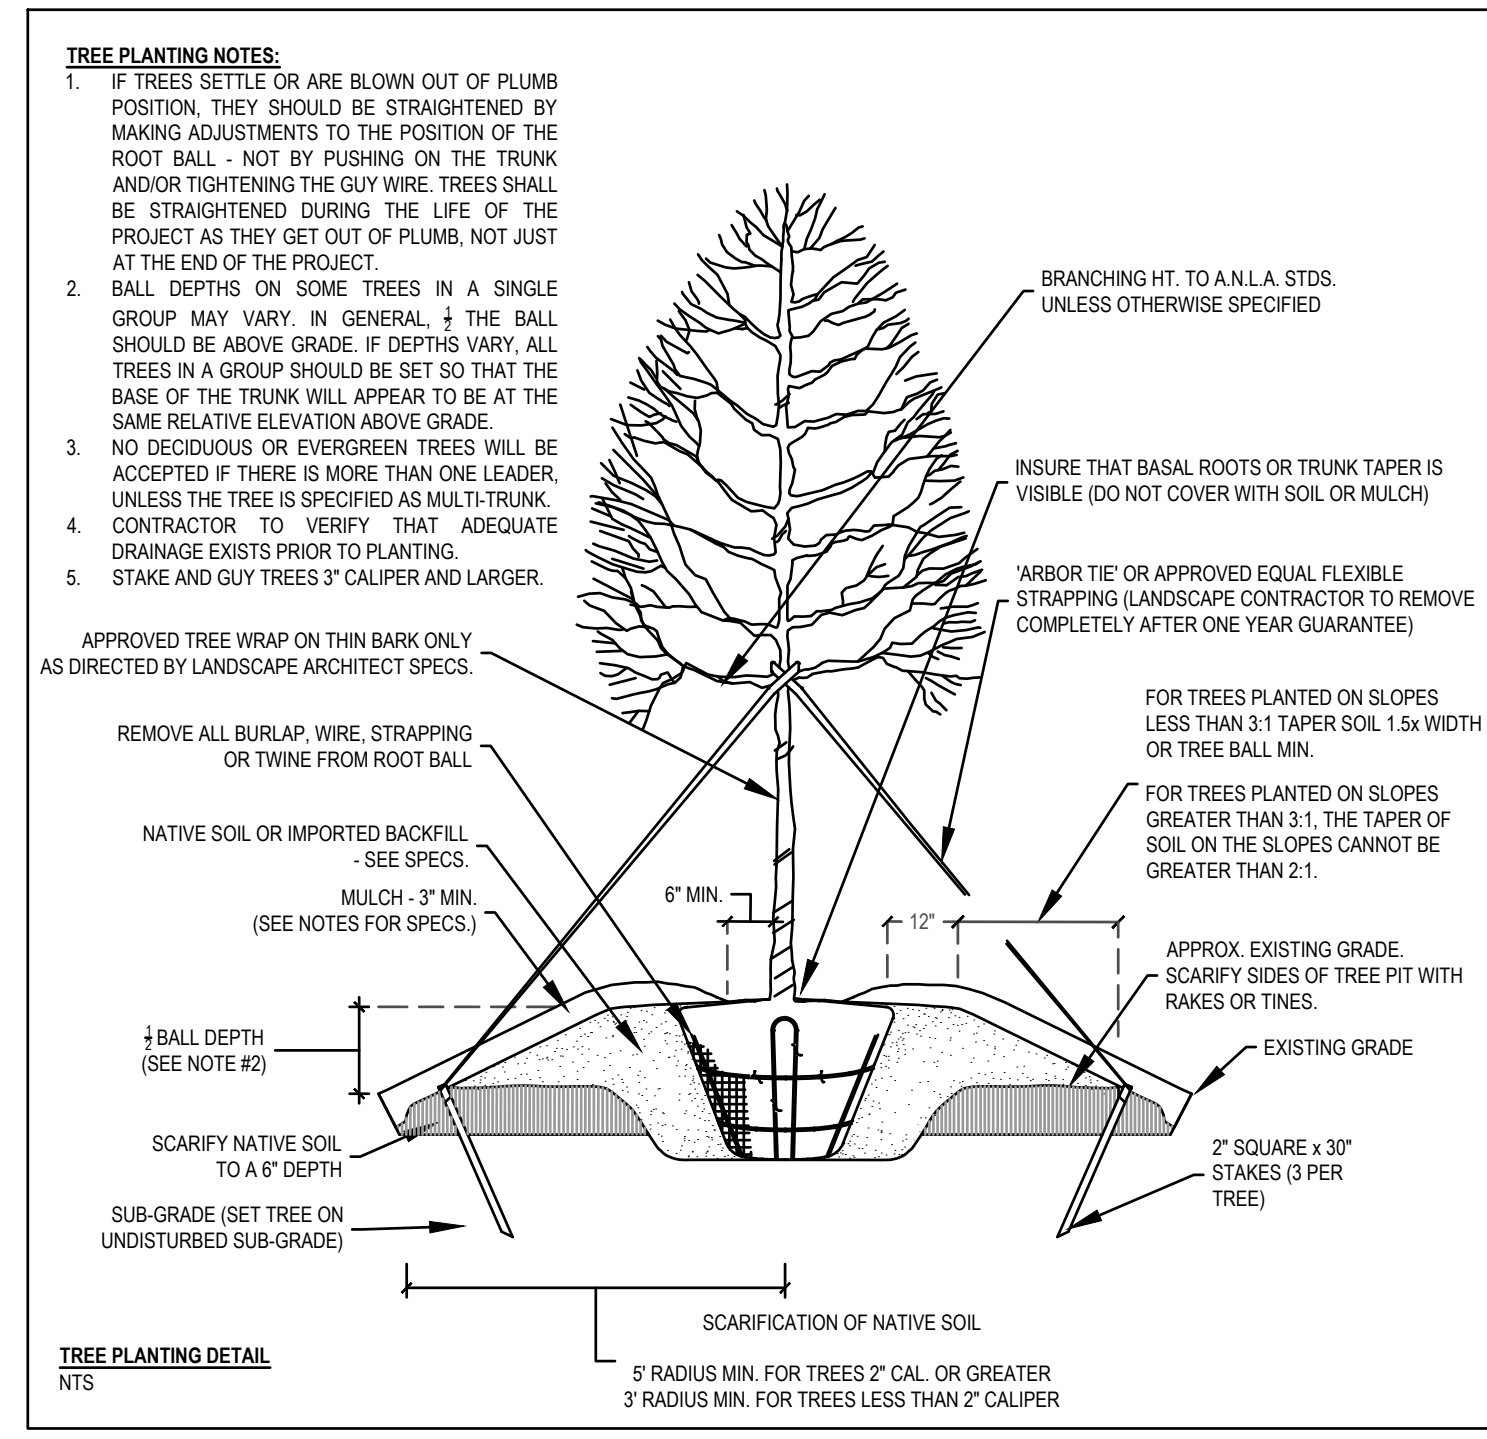 TREE PLANTING NOTES:
1. IF TREES SETTLE OR ARE BLOWN OUT OF PLUMB
POSITION, THEY SHOULD BE STRAIGHTENED BY
MAKING ADJUSTMENTS TO THE POSITION OF THE
ROOT BALL - NOT BY PUSHING ON THE TRUNK
AND/OR TIGHTENING THE GUY WIRE. TREES SHALL
BE STRAIGHTENED DURING THE LIFE OF THE
PROJECT AS THEY GET OUT OF PLUMB, NOT JUST
AT THE END OF THE PROJECT.
2. BALL DEPTHS ON SOME TREES IN A SINGLE
GROUP MAY VARY. IN GENERAL, 1/2 THE BALL
SHOULD BE ABOVE GRADE. IF DEPTHS VARY, ALL
TREES IN A GROUP SHOULD BE SET SO THAT THE
BASE OF THE TRUNK WILL APPEAR TO BE AT THE
SAME RELATIVE ELEVATION ABOVE GRADE.
3. NO DECIDUOUS OR EVERGREEN TREES WILL BE
ACCEPTED IF THERE IS MORE THAN ONE LEADER,
UNLESS THE TREE IS SPECIFIED AS MULTI-TRUNK.
4. CONTRACTOR TO VERIFY THAT ADEQUATE
DRAINAGE EXISTS PRIOR TO PLANTING.
5. STAKE AND GUY TREES 3" CALIPER AND LARGER.
APPROVED TREE WRAP ON THIN BARK ONLY
AS DIRECTED BY LANDSCAPE ARCHITECT SPECS.
REMOVE ALL BURLAP, WIRE, STRAPPING
OR TWINE FROM ROOT BALL
NATIVE SOIL OR IMPORTED BACKFILL
- SEE SPECS.
MULCH - 3" MIN.
(SEE NOTES FOR SPECS.)
1/2 BALL DEPTH
(SEE NOTE #2)
SCARIFY NATIVE SOIL
TO A 6" DEPTH
SUB-GRADE (SET TREE ON
UNDISTURBED SUB-GRADE)
6" MIN.
12"
BRANCHING HT. TO A.N.L.A. STDS.
UNLESS OTHERWISE SPECIFIED
INSURE THAT BASAL ROOTS OR TRUNK TAPER IS
VISIBLE (DO NOT COVER WITH SOIL OR MULCH)
'ARBOR TIE' OR APPROVED EQUAL FLEXIBLE
STRAPPING (LANDSCAPE CONTRACTOR TO REMOVE
COMPLETELY AFTER ONE YEAR GUARANTEE)
FOR TREES PLANTED ON SLOPES
LESS THAN 3:1 TAPER SOIL 1.5x WIDTH
OR TREE BALL MIN.
FOR TREES PLANTED ON SLOPES
GREATER THAN 3:1, THE TAPER OF
SOIL ON THE SLOPES CANNOT BE
GREATER THAN 2:1.
APPROX. EXISTING GRADE.
SCARIFY SIDES OF TREE PIT WITH
RAKES OR TINES.
EXISTING GRADE
2" SQUARE x 30"
STAKES (3 PER
TREE)
SCARIFICATION OF NATIVE SOIL
5' RADIUS MIN. FOR TREES 2" CAL. OR GREATER
3' RADIUS MIN. FOR TREES LESS THAN 2" CALIPER
TREE PLANTING DETAIL
NTS